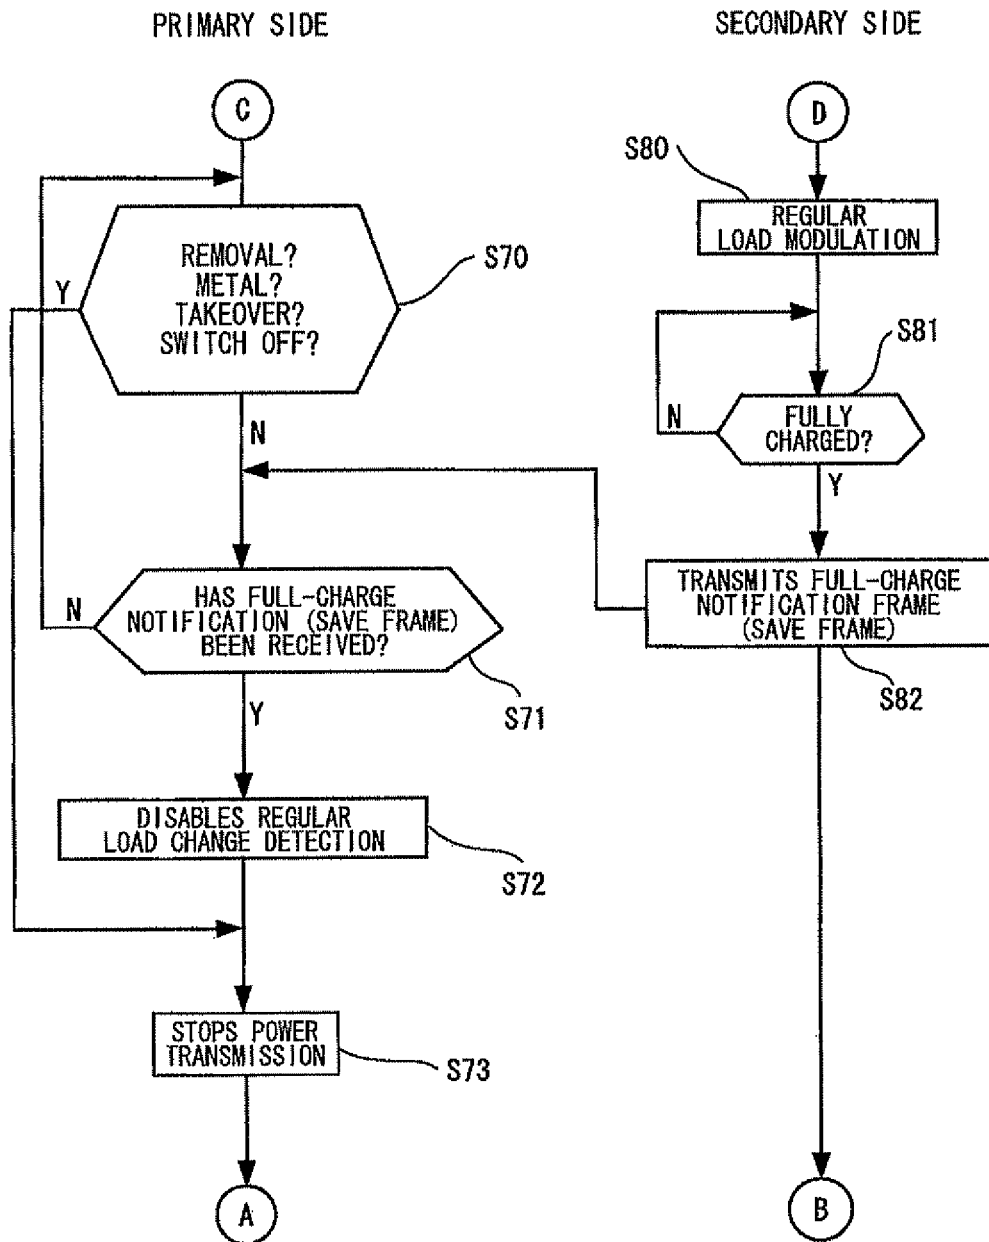 PRIMARY SIDE
C
REMOVAL?
METAL?
TAKEOVER?
SWITCH OFF?
S70
Y
N
HAS FULL-CHARGE
NOTIFICATION (SAVE FRAME)
BEEN RECEIVED?
N
S71
Y
DISABLES REGULAR
LOAD CHANGE DETECTION
S72
STOPS POWER
TRANSMISSION
S73
A
SECONDARY SIDE
D
S80
REGULAR
LOAD MODULATION
S81
FULLY
CHARGED?
N
Y
TRANSMITS FULL-CHARGE
NOTIFICATION FRAME
(SAVE FRAME)
S82
B